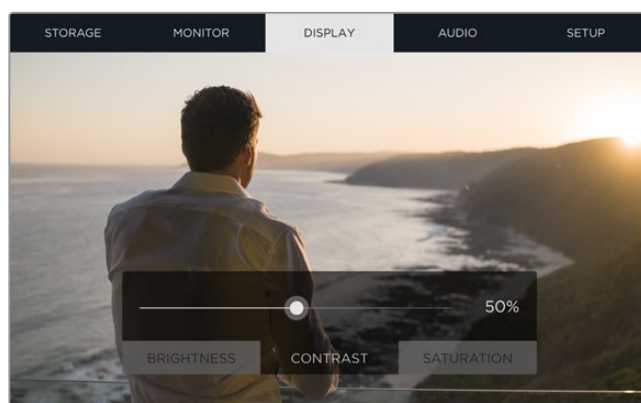 STORAGE MONITOR DISPLAY AUDIO SETUP
50%
BRIGHTNESS CONTRAST SATURATION